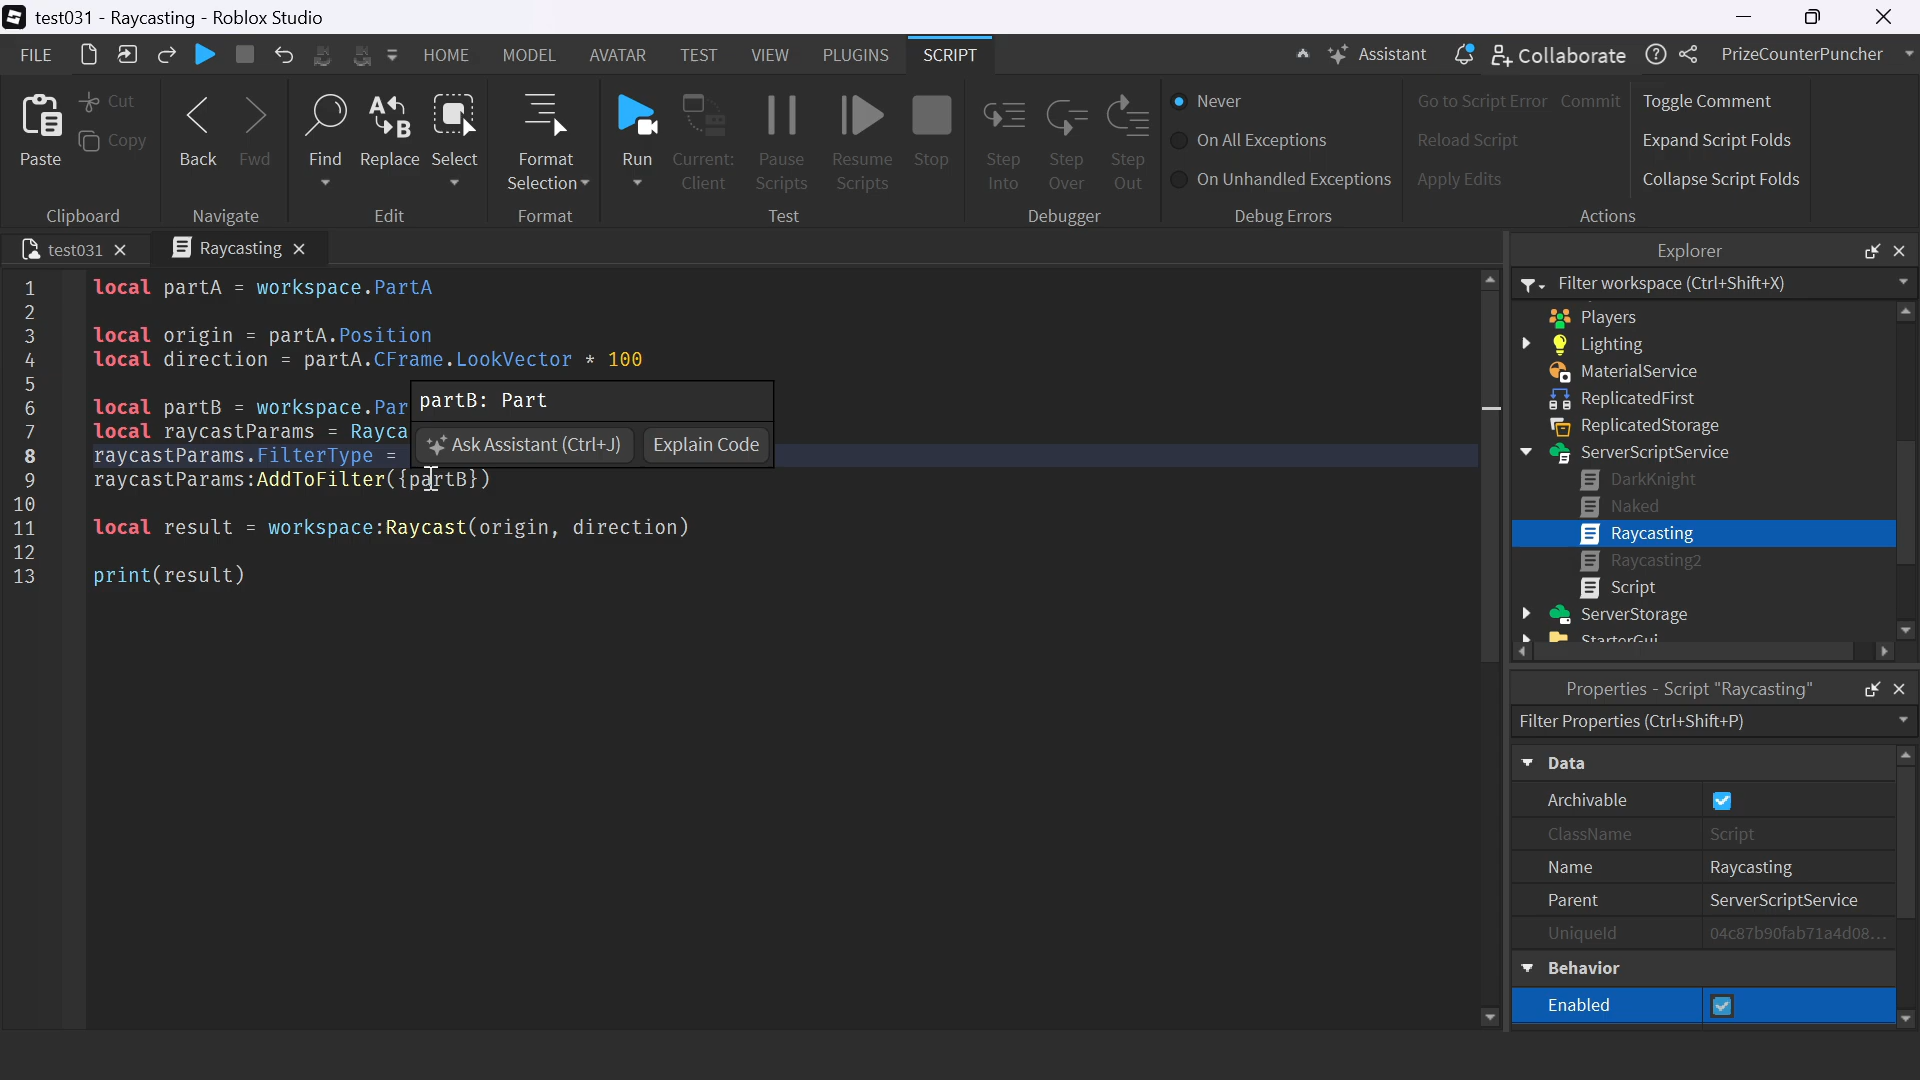 test031 - Raycasting - Roblox Studio
FILE HOME MODEL AVATAR TEST VIEW PLUGINS SCRIPT Assistant Collaborate PrizeCounterPuncher
Paste Cut Copy
Back Fwd
Find Replace Select
Format Selection
Run Current: Client Pause Scripts Resume Scripts Stop
Step Into Step Over Step Out
Never
On All Exceptions
On Unhandled Exceptions
Go to Script Error Commit
Reload Script
Apply Edits
Toggle Comment
Expand Script Folds
Collapse Script Folds
Clipboard Navigate Edit Format Test Debugger Debug Errors Actions
test031 Raycasting
1 local partA = workspace.PartA
2
3 local origin = partA.Position
4 local direction = partA.CFrame.LookVector * 100
5
6 local partB = workspace.Par
7 local raycastParams = Rayca
8 raycastParams.FilterType =
9 raycastParams:AddToFilter({partB})
10
11 local result = workspace:Raycast(origin, direction)
12
13 print(result)
partB: Part
Ask Assistant (Ctrl+J) Explain Code
Explorer
Filter workspace (Ctrl+Shift+X)
Players
Lighting
MaterialService
ReplicatedFirst
ReplicatedStorage
ServerScriptService
DarkKnight
Naked
Raycasting
Raycasting2
Script
ServerStorage
StarterGui
Properties - Script "Raycasting"
Filter Properties (Ctrl+Shift+P)
Data
Archivable
ClassName Script
Name Raycasting
Parent ServerScriptService
UniqueId 04c87b90fab71a4d08...
Behavior
Enabled